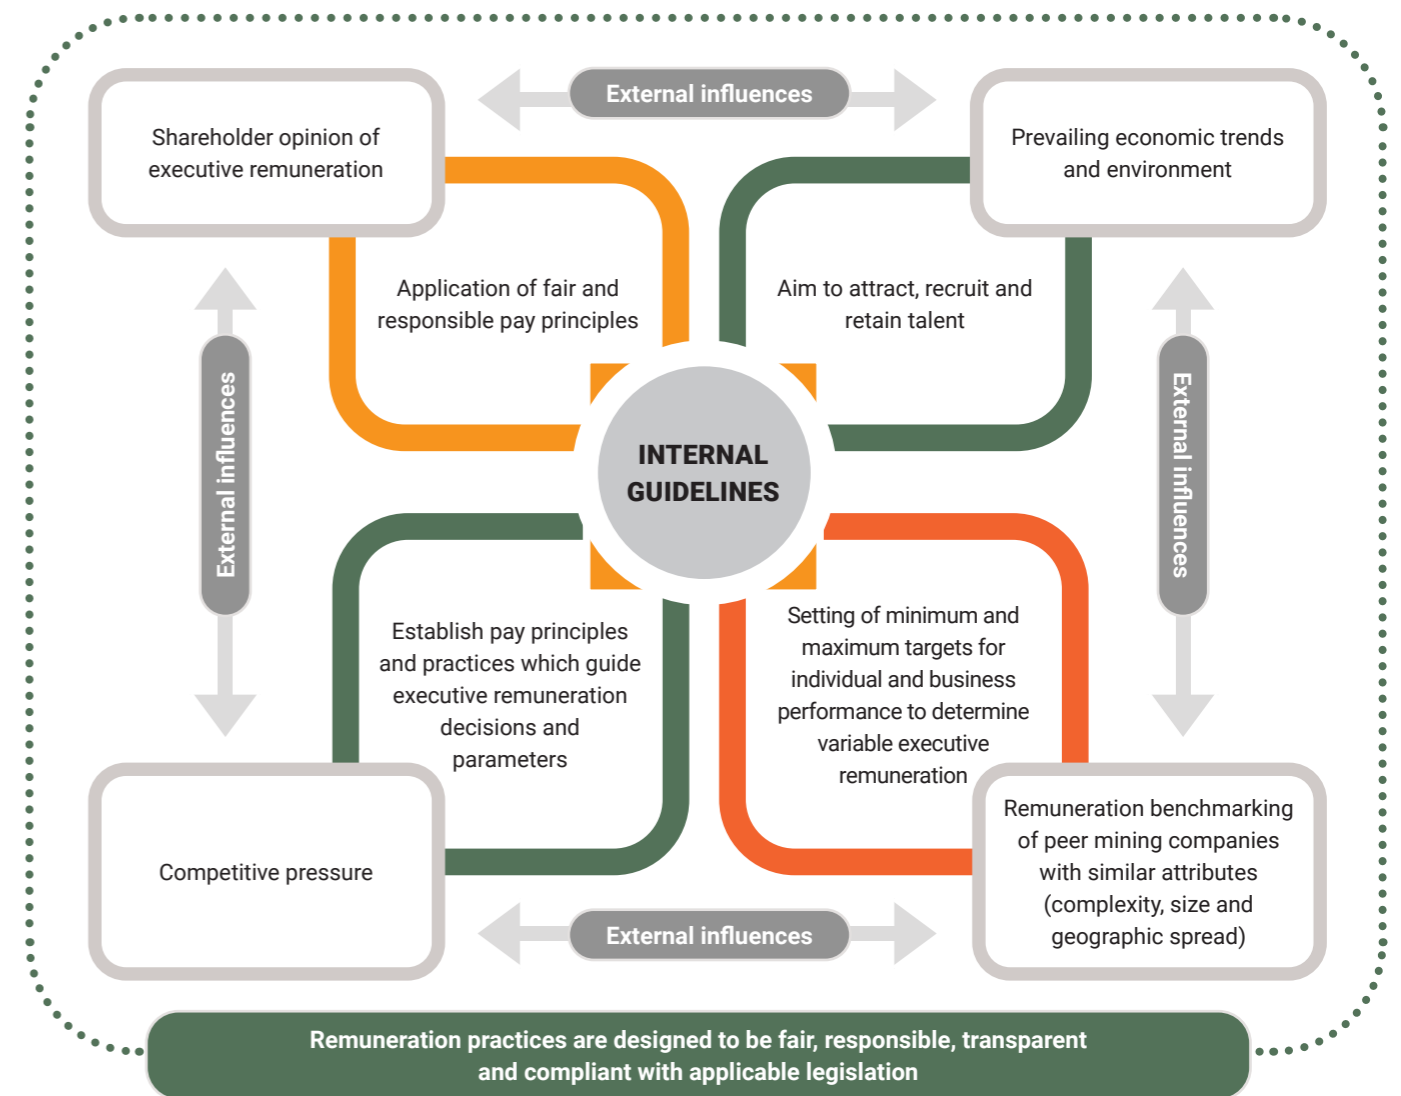 External influences
Shareholder opinion of
executive remuneration
Prevailing economic trends
and environment
Application of fair and
responsible pay principles
Aim to attract, recruit and
retain talent
External influences
External influences
INTERNAL
GUIDELINES
Establish pay principles
and practices which guide
executive remuneration
decisions and
parameters
Setting of minimum and
maximum targets for
individual and business
performance to determine
variable executive
remuneration
Competitive pressure
Remuneration benchmarking
of peer mining companies
with similar attributes
(complexity, size and
geographic spread)
External influences
Remuneration practices are designed to be fair, responsible, transparent
and compliant with applicable legislation